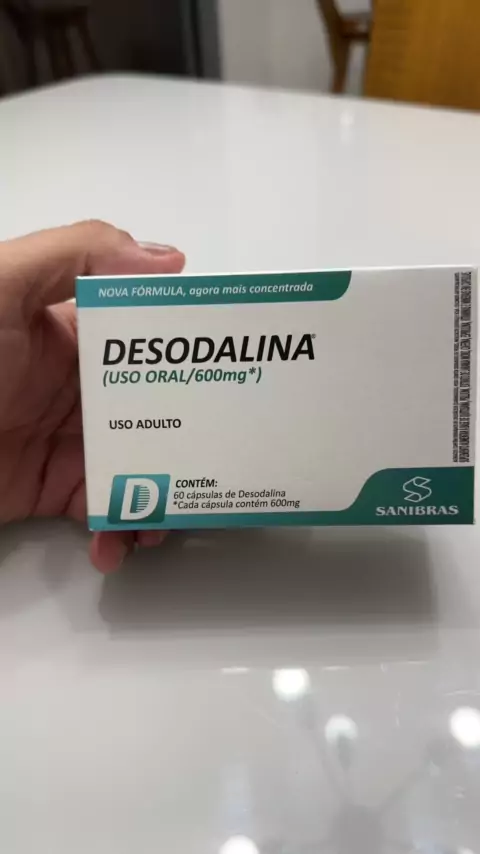 NOVA FÓRMULA, agora mais concentrada
DESODALINA®
(USO ORAL/600mg*)
USO ADULTO
D
CONTÉM:
60 cápsulas de Desodalina
*Cada cápsula contém 600mg
SANIBRAS